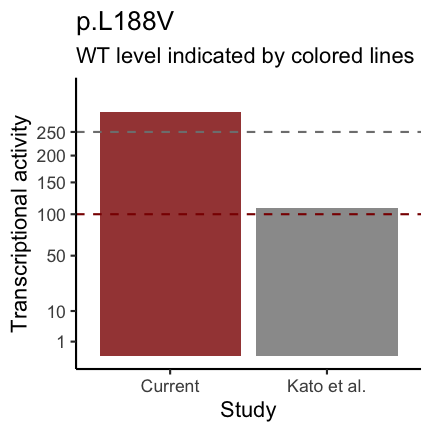 p.L188V
WT level indicated by colored lines
Transcriptional activity
250
200
150
100
50
10
1
Current
Kato et al.
Study